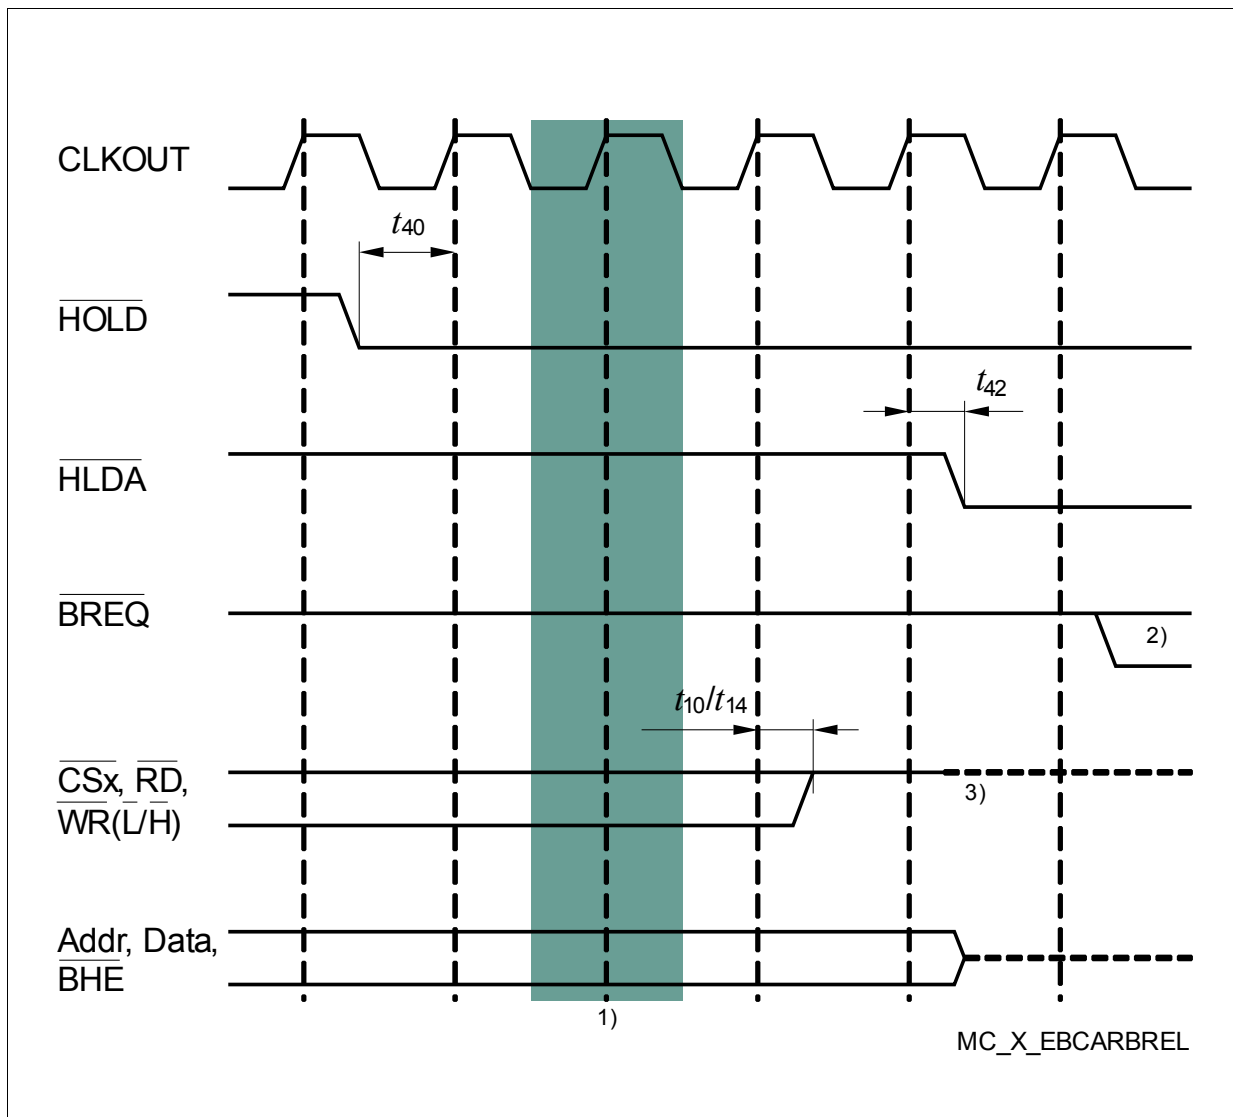 CLKOUT
t40
HOLD
t42
HLDA
BREQ
2)
t10/t14
CSx, RD,
WR(L/H)
3)
Addr, Data,
BHE
1)
MC_X_EBCARBREL